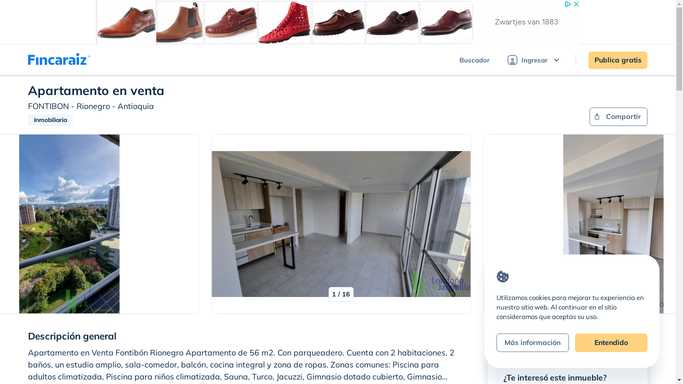 Zwartjes van 1883
Fincaraíz
Buscador
Ingresar
Publica gratis
Apartamento en venta
FONTIBON - Rionegro - Antioquia
Inmobiliaria
Compartir
1 / 16
Utilizamos cookies para mejorar tu experiencia en
nuestro sitio web. Al continuar en el sitio
consideramos que aceptas su uso.
Más información
Entendido
Descripción general
Apartamento en Venta Fontibón Rionegro Apartamento de 56 m2. Con parqueadero. Cuenta con 2 habitaciones, 2
baños, un estudio amplio, sala-comedor, balcón, cocina integral y zona de ropas. Zonas comunes: Piscina para
adultos climatizada, Piscina para niños climatizada, Sauna, Turco, Jacuzzi, Gimnasio dotado cubierto, Gimnasio...
¿Te interesó este inmueble?